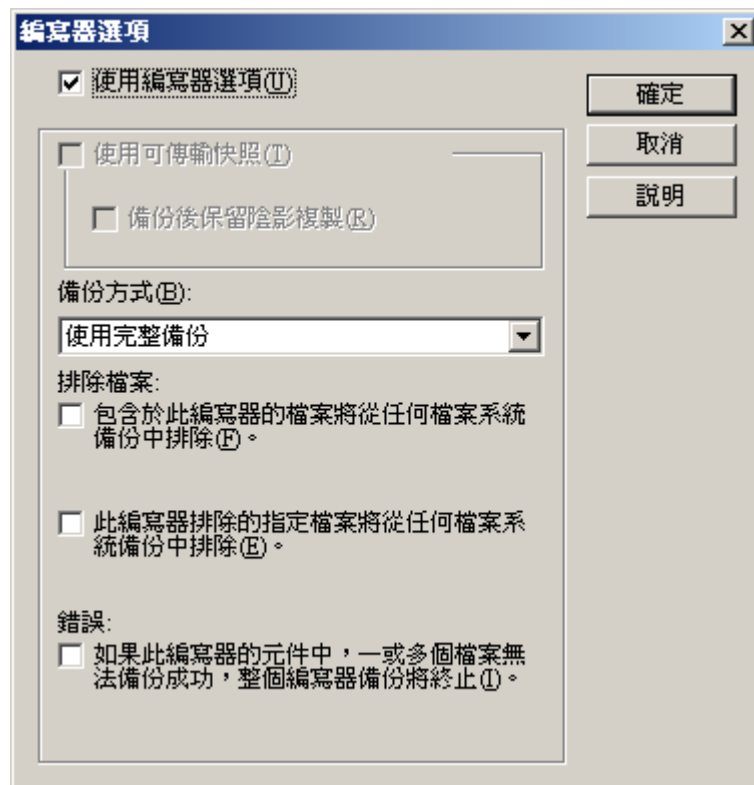 編寫器選項
使用編寫器選項(U)
確定
取消
說明
使用可傳輸快照(T)
備份後保留陰影複製(R)
備份方式(B):
使用完整備份
排除檔案:
包含於此編寫器的檔案將從任何檔案系統
備份中排除(F)。
此編寫器排除的指定檔案將從任何檔案系
統備份中排除(E)。
錯誤:
如果此編寫器的元件中，一或多個檔案無
法備份成功，整個編寫器備份將終止(I)。